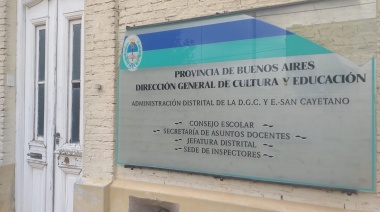 PROVINCIA DE BUENOS AIRES
DIRECCIÓN GENERAL DE CULTURA Y EDUCACIÓN
ADMINISTRACIÓN DISTRITAL DE LA D.G.C. Y E.-SAN CAYETANO
CONSEJO ESCOLAR
SECRETARIA DE ASUNTOS DOCENTES
JEFATURA DISTRITAL
SEDE DE INSPECTORES